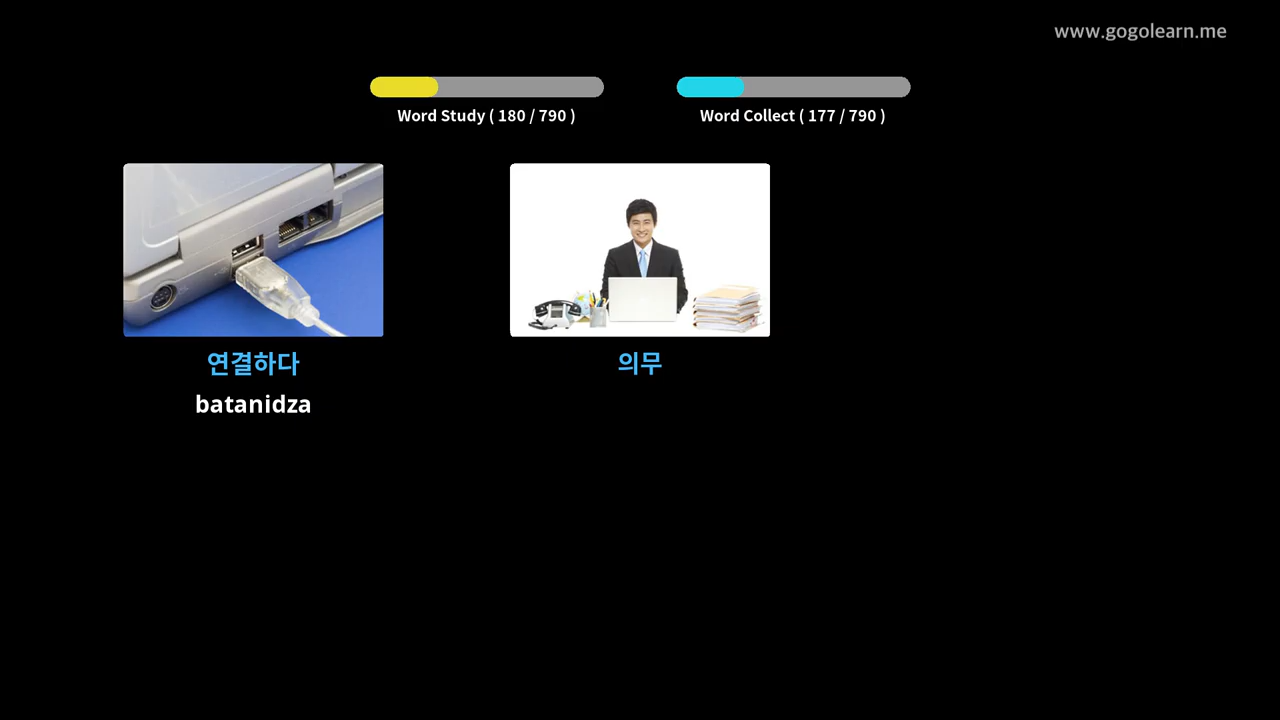 www.gogolearn.me
Word Study ( 180 / 790 )
Word Collect ( 177 / 790 )
연결하다
batanidza
의무